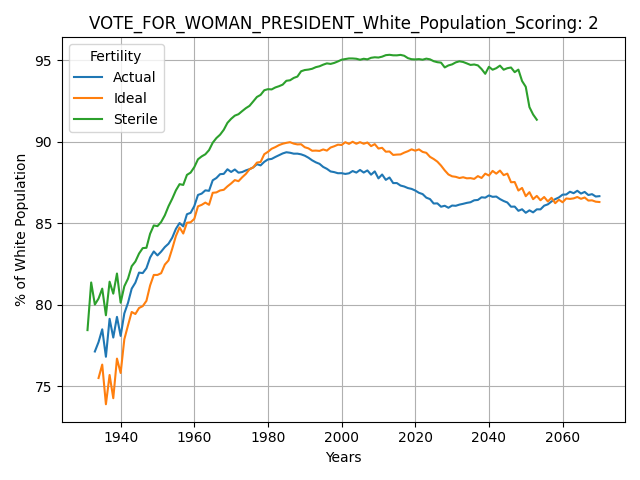 VOTE_FOR_WOMAN_PRESIDENT_White_Population_Scoring: 2
Fertility
Actual
Ideal
Sterile
% of White Population
95
90
85
80
75
1940 1960 1980 2000 2020 2040 2060
Years